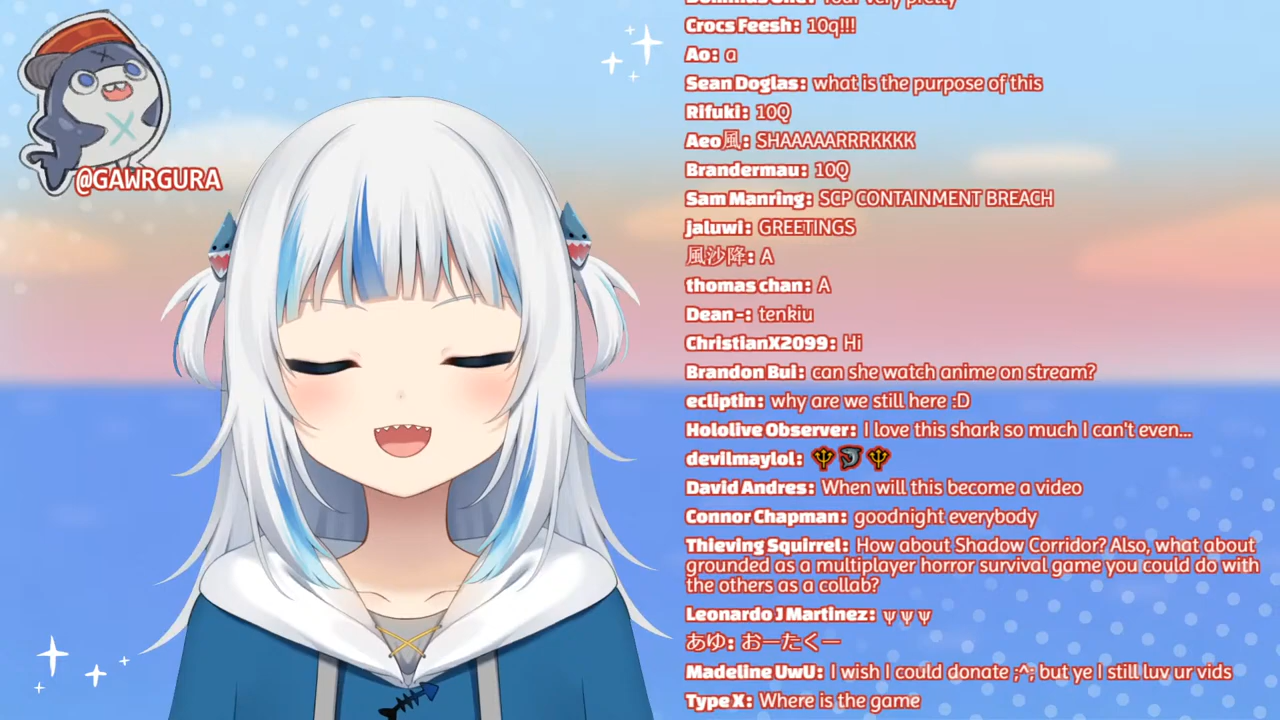 @GAWRGURA
Crocs Feesh: 10q!!!
Ao: a
Sean Doglas: what is the purpose of this
Rifuki: 10Q
Aeo風: SHAAAAARRRKKKK
Brandermau: 10Q
Sam Manring: SCP CONTAINMENT BREACH
jaluwi: GREETINGS
風沙降: A
thomas chan: A
Dean -: tenkiu
ChristianX2099: Hi
Brandon Bui: can she watch anime on stream?
ecliptin: why are we still here :D
Hololive Observer: I love this shark so much I can't even...
devilmaylol:
David Andres: When will this become a video
Connor Chapman: goodnight everybody
Thieving Squirrel: How about Shadow Corridor? Also, what about
grounded as a multiplayer horror survival game you could do with
the others as a collab?
Leonardo J Martinez: ψ ψ ψ
あゆ: おーたくー
Madeline UwU: I wish I could donate ;^; but ye I still luv ur vids
Type X: Where is the game